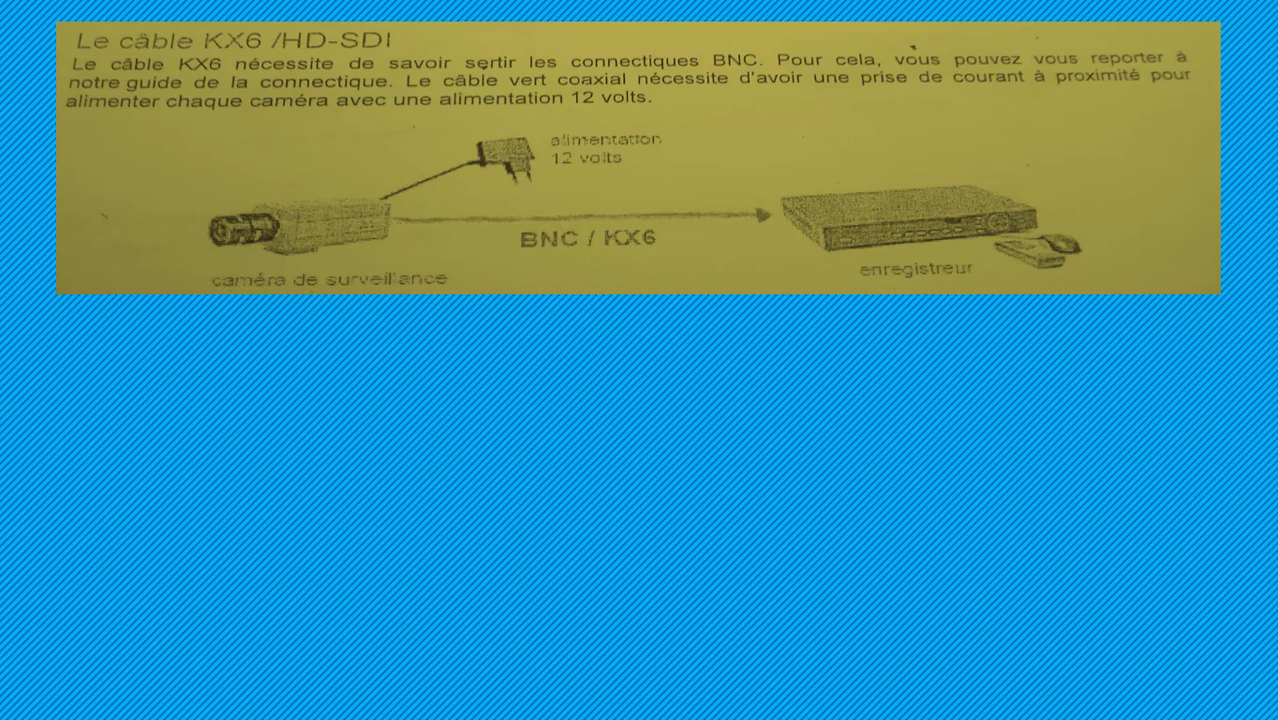 Le câble KX6 /HD-SDI
Le câble KX6 nécessite de savoir sertir les connectiques BNC. Pour cela, vous pouvez vous reporter à
notre guide de la connectique. Le câble vert coaxial nécessite d'avoir une prise de courant à proximité pour
alimenter chaque caméra avec une alimentation 12 volts.
alimentation
12 volts
BNC / KX6
caméra de surveillance
enregistreur